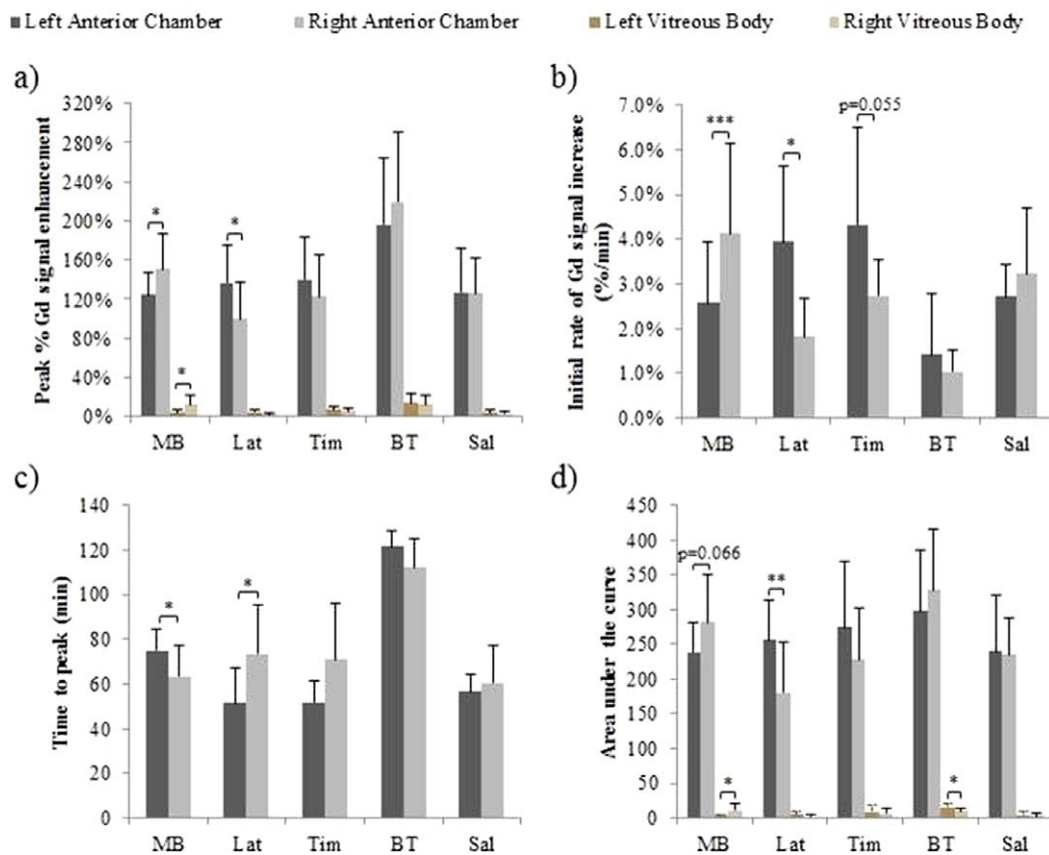 Left Anterior Chamber Right Anterior Chamber Left Vitreous Body Right Vitreous Body
a)
Peak % Gd signal enhancement
320%
280%
240%
200%
160%
120%
80%
40%
0%
* * *
MB Lat Tim BT Sal
b)
Initial rate of Gd signal increase
(%/min)
7.0%
6.0%
5.0%
4.0%
3.0%
2.0%
1.0%
0.0%
*** * p=0.055
MB Lat Tim BT Sal
c)
Time to peak (min)
140
120
100
80
60
40
20
0
* *
MB Lat Tim BT Sal
d)
Area under the curve
450
400
350
300
250
200
150
100
50
0
p=0.066 ** * *
MB Lat Tim BT Sal